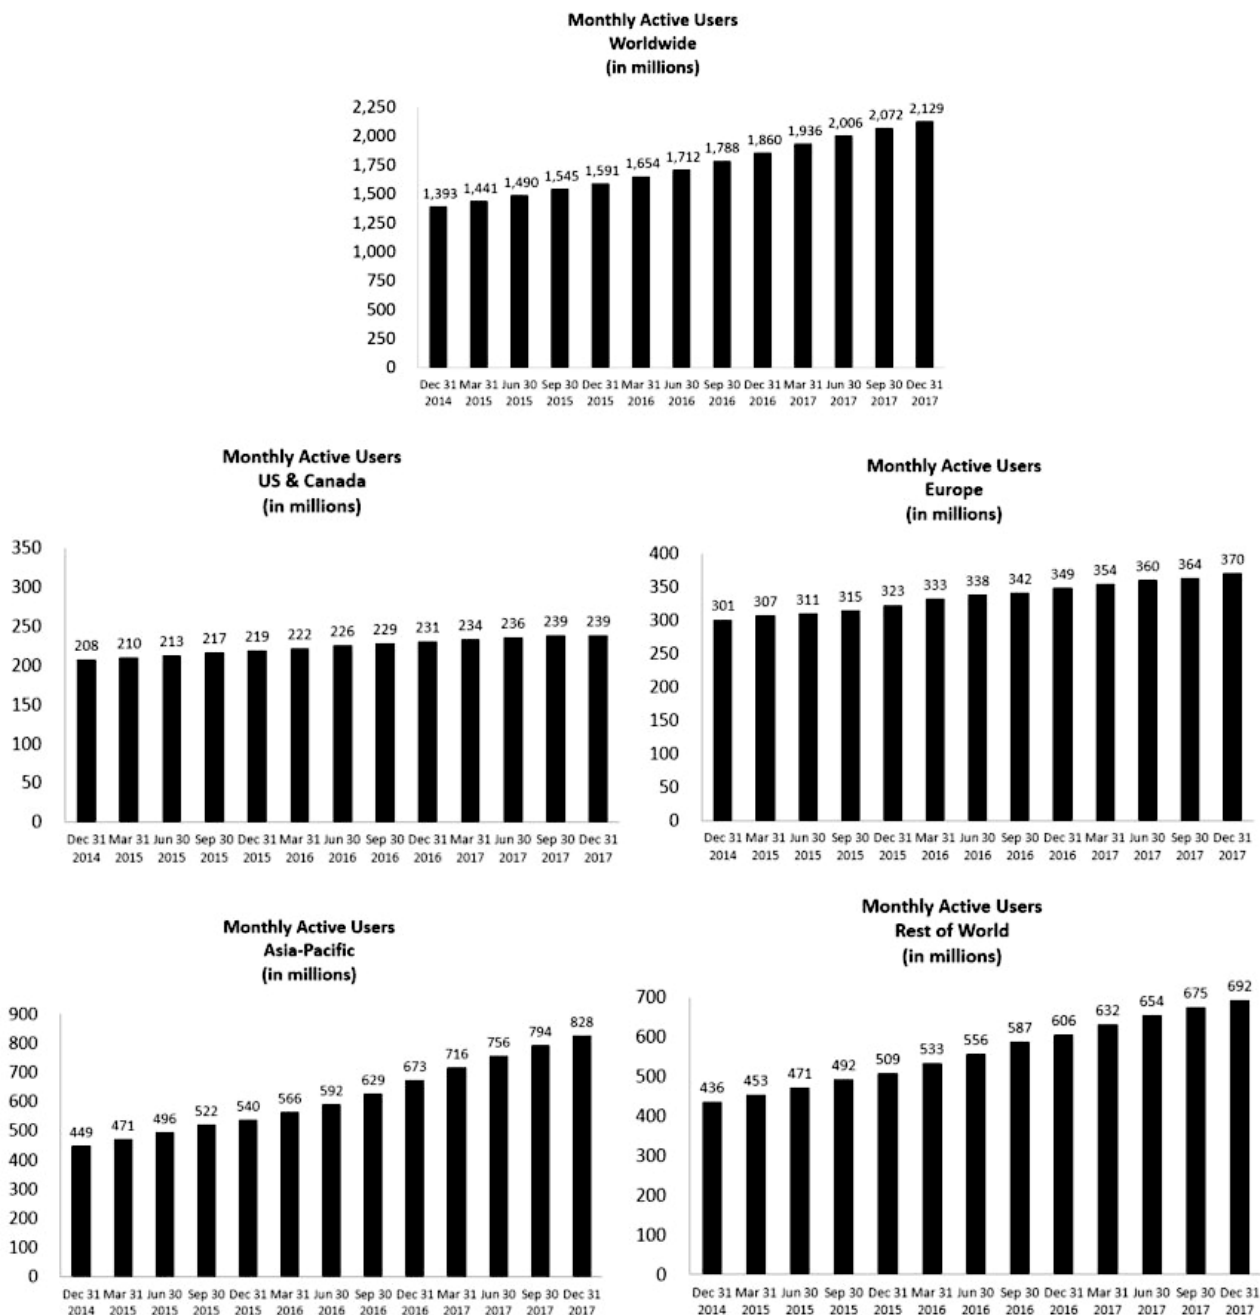 Monthly Active Users
Worldwide
(in millions)
2,250
2,000
1,750
1,500
1,250
1,000
750
500
250
0
1,393 1,441 1,490 1,545 1,591 1,654 1,712 1,788 1,860 1,936 2,006 2,072 2,129
Dec 31 Mar 31 Jun 30 Sep 30 Dec 31 Mar 31 Jun 30 Sep 30 Dec 31 Mar 31 Jun 30 Sep 30 Dec 31
2014 2015 2015 2015 2015 2016 2016 2016 2016 2017 2017 2017 2017
Monthly Active Users
US & Canada
(in millions)
350
300
250
200
150
100
50
0
208 210 213 217 219 222 226 229 231 234 236 239 239
Dec 31 Mar 31 Jun 30 Sep 30 Dec 31 Mar 31 Jun 30 Sep 30 Dec 31 Mar 31 Jun 30 Sep 30 Dec 31
2014 2015 2015 2015 2015 2016 2016 2016 2016 2017 2017 2017 2017
Monthly Active Users
Europe
(in millions)
400
350
300
250
200
150
100
50
0
301 307 311 315 323 333 338 342 349 354 360 364 370
Dec 31 Mar 31 Jun 30 Sep 30 Dec 31 Mar 31 Jun 30 Sep 30 Dec 31 Mar 31 Jun 30 Sep 30 Dec 31
2014 2015 2015 2015 2015 2016 2016 2016 2016 2017 2017 2017 2017
Monthly Active Users
Asia-Pacific
(in millions)
900
800
700
600
500
400
300
200
100
0
449 471 496 522 540 566 592 629 673 716 756 794 828
Dec 31 Mar 31 Jun 30 Sep 30 Dec 31 Mar 31 Jun 30 Sep 30 Dec 31 Mar 31 Jun 30 Sep 30 Dec 31
2014 2015 2015 2015 2015 2016 2016 2016 2016 2017 2017 2017 2017
Monthly Active Users
Rest of World
(in millions)
700
600
500
400
300
200
100
0
436 453 471 492 509 533 556 587 606 632 654 675 692
Dec 31 Mar 31 Jun 30 Sep 30 Dec 31 Mar 31 Jun 30 Sep 30 Dec 31 Mar 31 Jun 30 Sep 30 Dec 31
2014 2015 2015 2015 2015 2016 2016 2016 2016 2017 2017 2017 2017